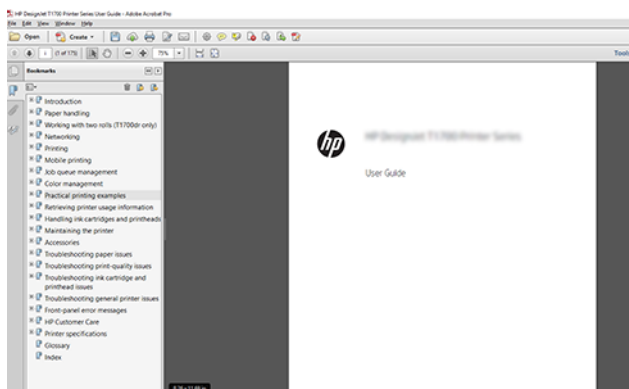 HP DesignJet T1700 Printer Series User Guide - Adobe Acrobat Pro
File Edit View Window Help
Open Create
1 (1 of 175) 75% Tools
Bookmarks
Introduction
Paper handling
Working with two rolls (T1700dr only)
Networking
Printing
Mobile printing
Job queue management
Color management
Practical printing examples
Retrieving printer usage information
Handling ink cartridges and printheads
Maintaining the printer
Accessories
Troubleshooting paper issues
Troubleshooting print-quality issues
Troubleshooting ink cartridge and
printhead issues
Troubleshooting general printer issues
Front-panel error messages
HP Customer Care
Printer specifications
Glossary
Index
hp
HP DesignJet T1700 Printer Series
User Guide